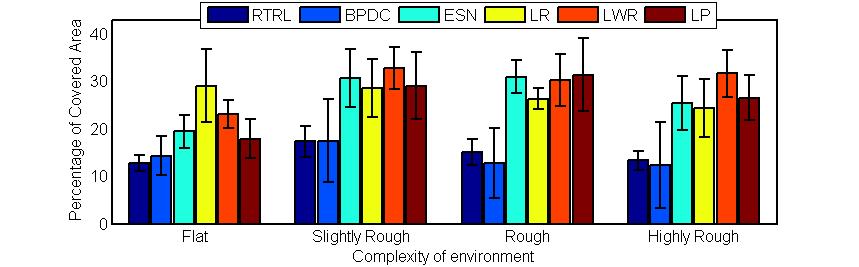 RTRL BPDC ESN LR LWR LP
Percentage of Covered Area
40
30
20
10
0
Flat Slightly Rough Rough Highly Rough
Complexity of environment